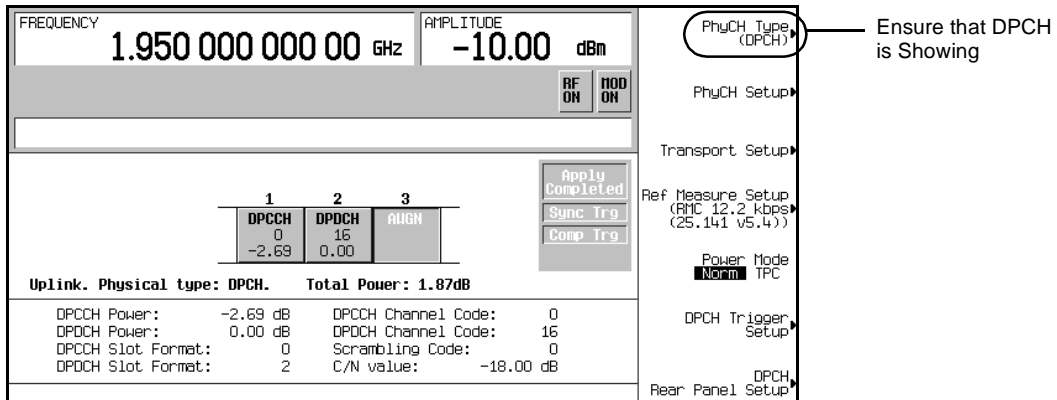 FREQUENCY
1.950 000 000 00 GHz
AMPLITUDE
-10.00 dBm
RF ON
MOD ON
Apply Completed
Sync Trg
Comp Trg
1 2 3
DPCCH DPDCH AWGN
0 16
-2.69 0.00
Uplink. Physical type: DPCH. Total Power: 1.87dB
DPCCH Power: -2.69 dB DPCCH Channel Code: 0
DPDCH Power: 0.00 dB DPDCH Channel Code: 16
DPCCH Slot Format: 0 Scrambling Code: 0
DPDCH Slot Format: 2 C/N value: -18.00 dB
PhyCH Type
(DPCH)
PhyCH Setup
Transport Setup
Ref Measure Setup
(RMC 12.2 kbps
(25.141 v5.4))
Power Mode
Norm TPC
DPCH Trigger
Setup
DPCH
Rear Panel Setup
Ensure that DPCH
is Showing